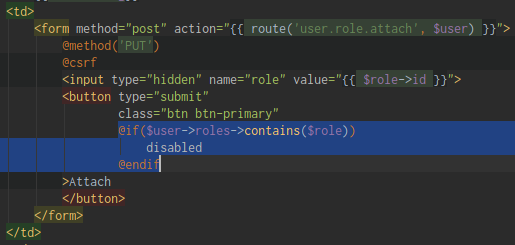 <td>
<form method="post" action="{{ route('user.role.attach', $user) }}">
@method('PUT')
@csrf
<input type="hidden" name="role" value="{{ $role->id }}">
<button type="submit"
class="btn btn-primary"
@if($user->roles->contains($role))
disabled
@endif
>Attach
</button>
</form>
</td>